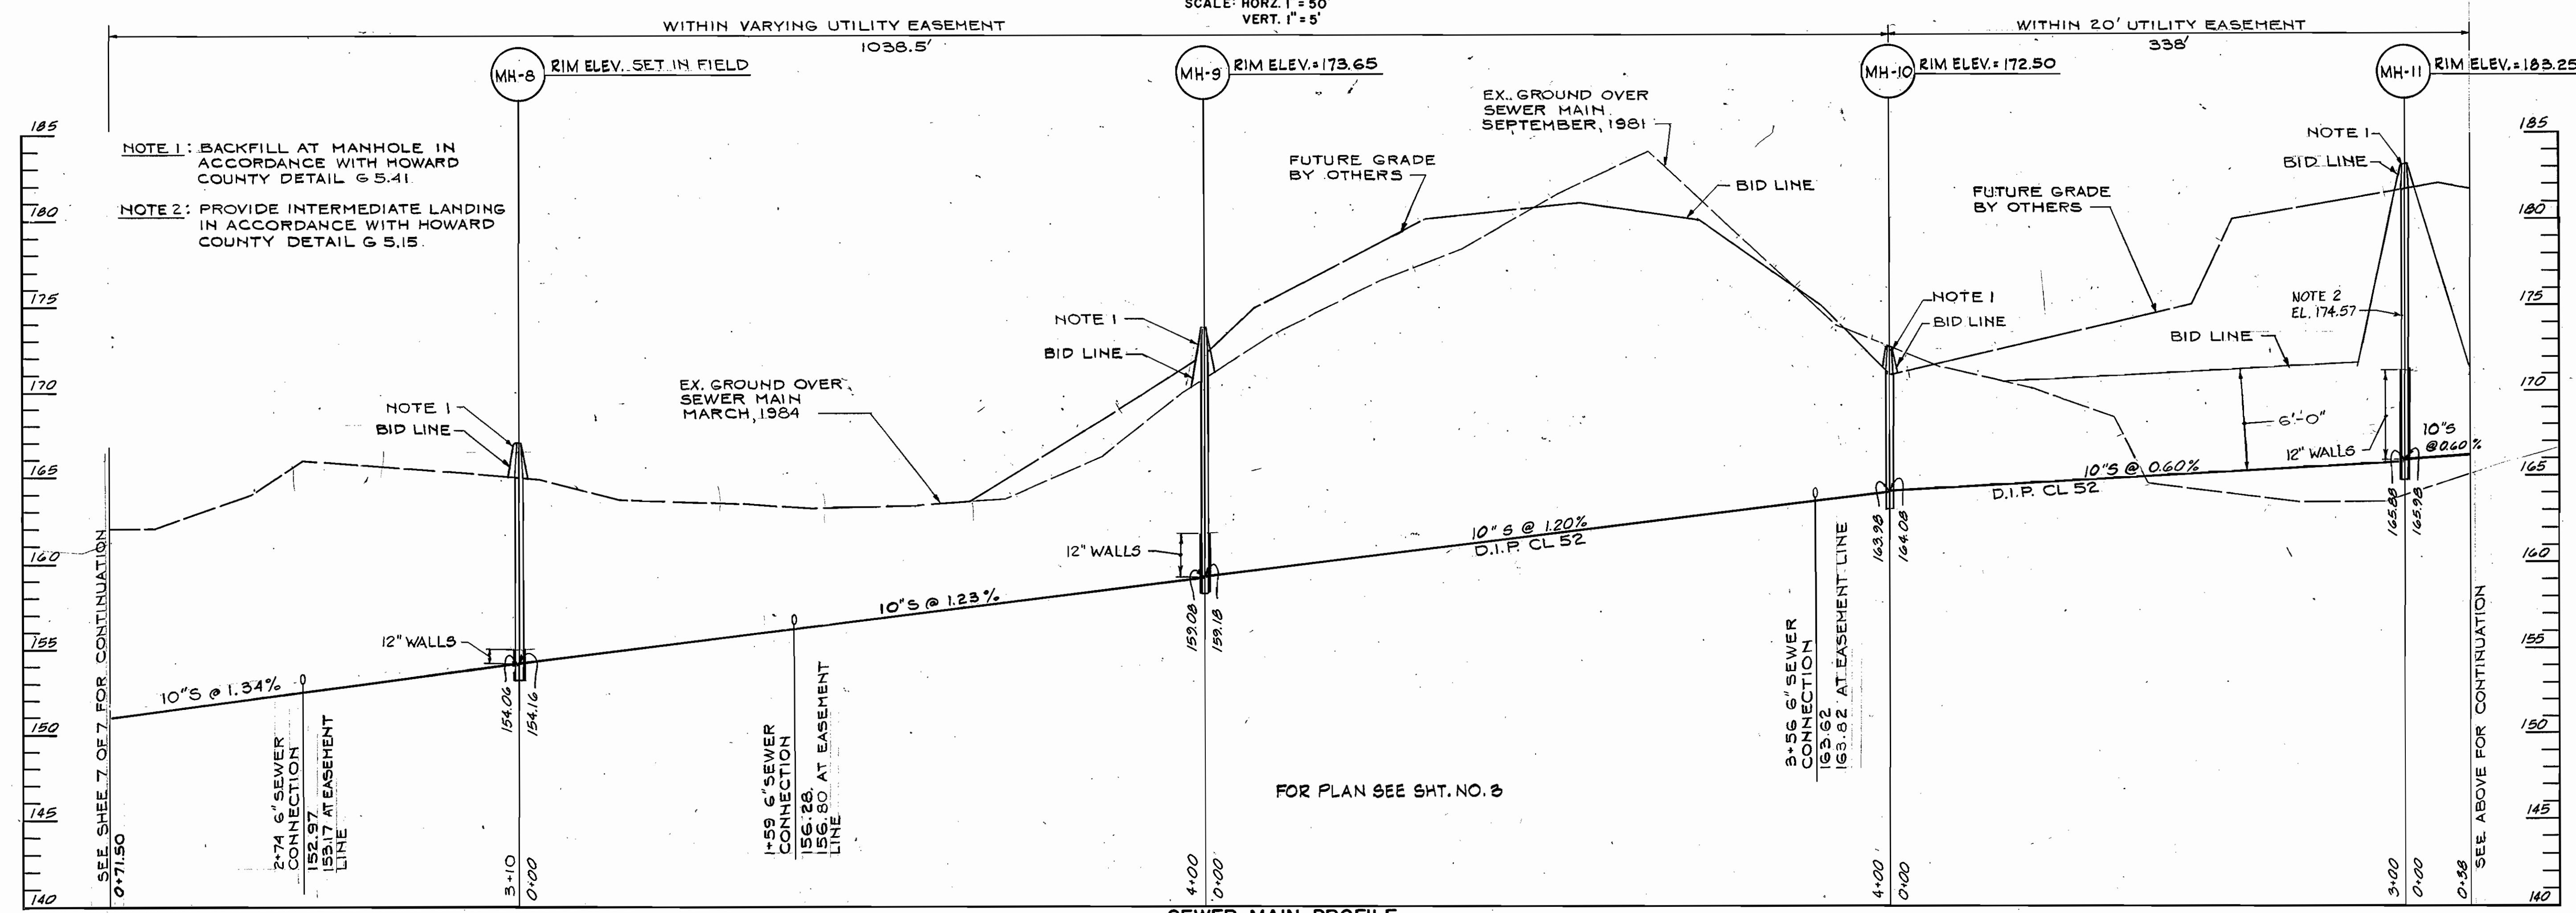 SCALE: HORZ. 1" = 50'
VERT. 1" = 5'
WITHIN VARYING UTILITY EASEMENT
1038.5'
WITHIN 20' UTILITY EASEMENT
338'
MH-8
RIM ELEV. SET IN FIELD
MH-9
RIM ELEV.=173.65
MH-10
RIM ELEV.=172.50
MH-11
RIM ELEV.=183.25
185
180
175
170
165
160
155
150
145
140
NOTE 1: BACKFILL AT MANHOLE IN
ACCORDANCE WITH HOWARD
COUNTY DETAIL G 5.41.
NOTE 2: PROVIDE INTERMEDIATE LANDING
IN ACCORDANCE WITH HOWARD
COUNTY DETAIL G 5.15.
SEE SHEE 7 OF 7 FOR CONTINUATION
0+71.50
10"S @ 1.34%
2+74 6" SEWER
CONNECTION
152.97
153.17 AT EASEMENT
LINE
NOTE 1
BID LINE
12" WALLS
154.06
154.16
3+10
0+00
EX. GROUND OVER
SEWER MAIN
MARCH, 1984
10"S @ 1.23%
1+59 6" SEWER
CONNECTION
156.28
156.80 AT EASEMENT
LINE
NOTE 1
BID LINE
12" WALLS
159.08
159.18
4+00
0+00
FUTURE GRADE
BY OTHERS
EX. GROUND OVER
SEWER MAIN
SEPTEMBER, 1981
BID LINE
10" S @ 1.20%
D.I.P. CL 52
FOR PLAN SEE SHT. NO. 3
3+56 6" SEWER
CONNECTION
163.62
163.82 AT EASEMENT LINE
NOTE 1
BID LINE
163.98
164.08
4+00
0+00
FUTURE GRADE
BY OTHERS
BID LINE
6'-0"
10"S @ 0.60%
D.I.P. CL 52
NOTE 1
BID LINE
NOTE 2
EL. 174.57
12" WALLS
10"S
@0.60%
165.88
165.98
3+00
0+00
0+38
SEE ABOVE FOR CONTINUATION
185
180
175
170
165
160
155
150
145
140
SEWER MAIN PROFILE